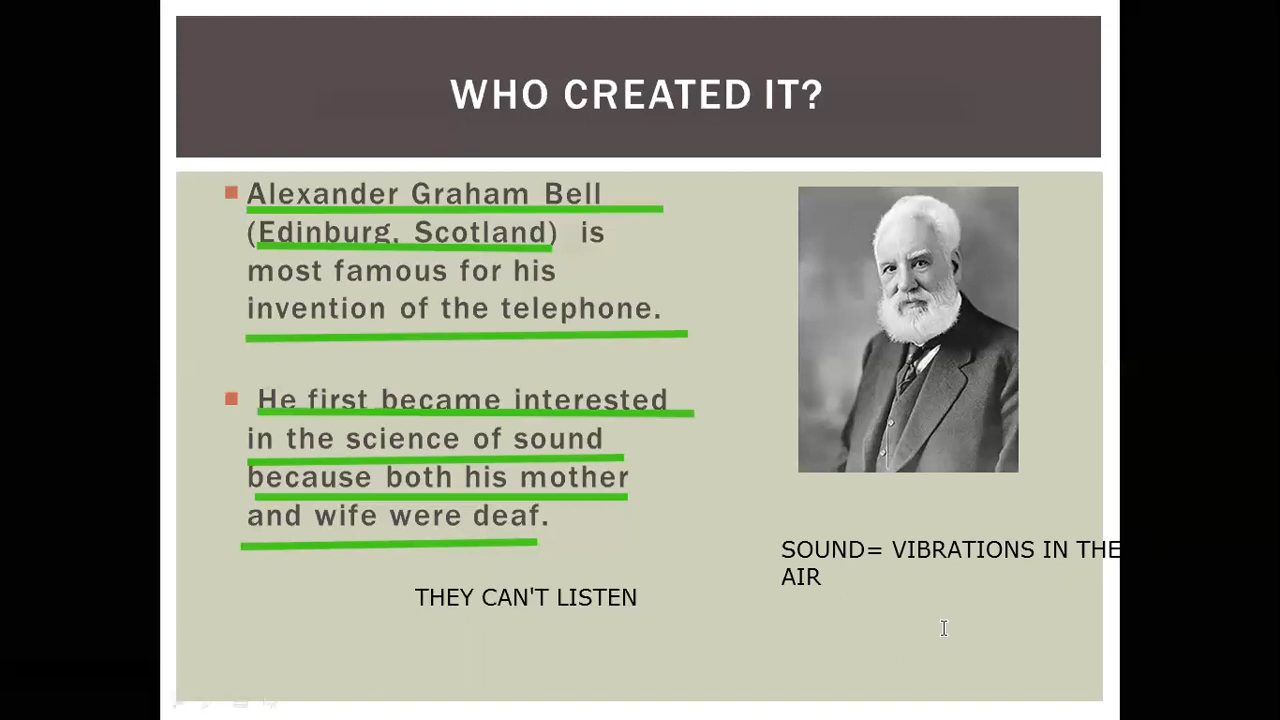 WHO CREATED IT?
Alexander Graham Bell
(Edinburg, Scotland) is
most famous for his
invention of the telephone.
He first became interested
in the science of sound
because both his mother
and wife were deaf.
SOUND= VIBRATIONS IN THE
AIR
THEY CAN'T LISTEN